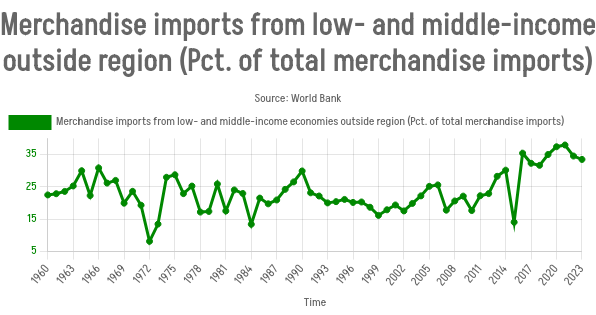 Merchandise imports from low- and middle-income
outside region (Pct. of total merchandise imports)
Source: World Bank
Merchandise imports from low- and middle-income economies outside region (Pct. of total merchandise imports)
35
25
15
5
1960 1963 1966 1969 1972 1975 1978 1981 1984 1987 1990 1993 1996 1999 2002 2005 2008 2011 2014 2017 2020 2023
Time